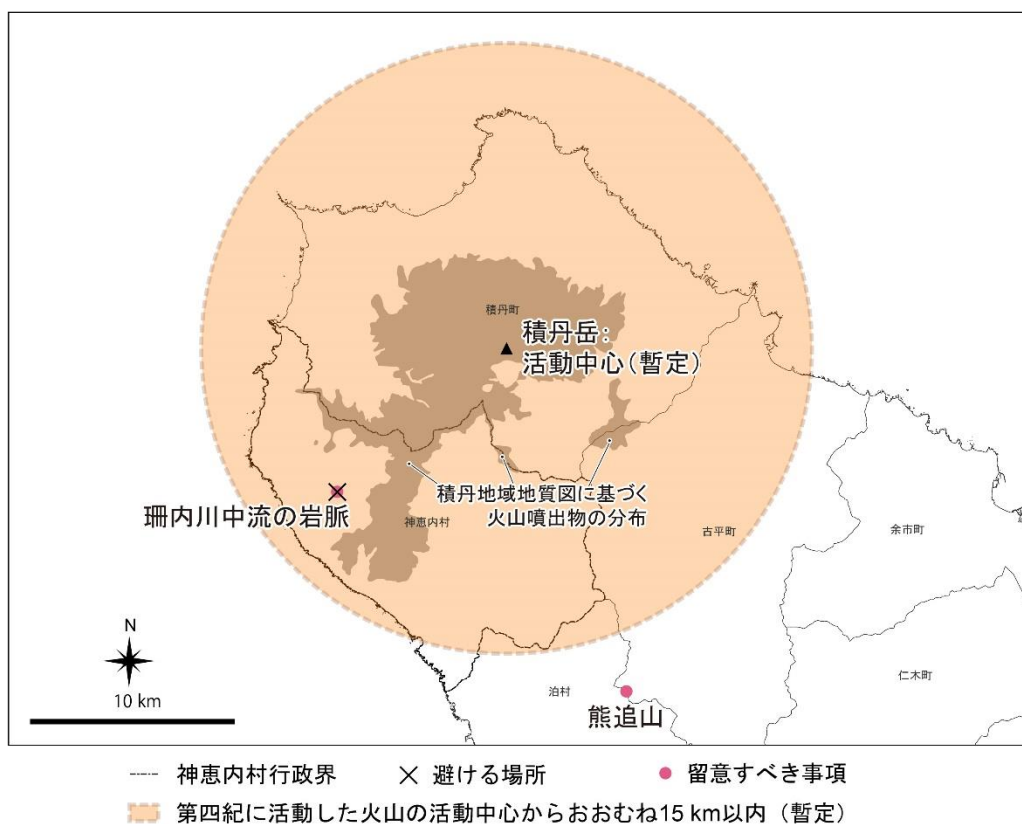 積丹町
積丹岳:
活動中心(暫定)
積丹地域地質図に基づく
火山噴出物の分布
珊内川中流の岩脈
神恵内村
古平町
余市町
仁木町
泊村
熊追山
N
10 km
神恵内村行政界
避ける場所
留意すべき事項
第四紀に活動した火山の活動中心からおおむね15 km以内(暫定)